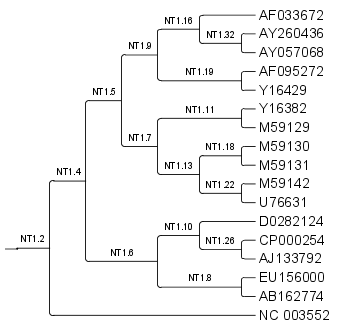 NT1.16 AF033672
NT1.32 AY260436
NT1.9 AY057068
NT1.19 AF095272
NT1.5 Y16429
NT1.11 Y16382
NT1.7 M59129
NT1.18 M59130
NT1.13 M59131
NT1.4 NT1.22 M59142
U76631
NT1.10 D0282124
NT1.2 NT1.26 CP000254
NT1.6 AJ133792
NT1.8 EU156000
AB162774
NC 003552